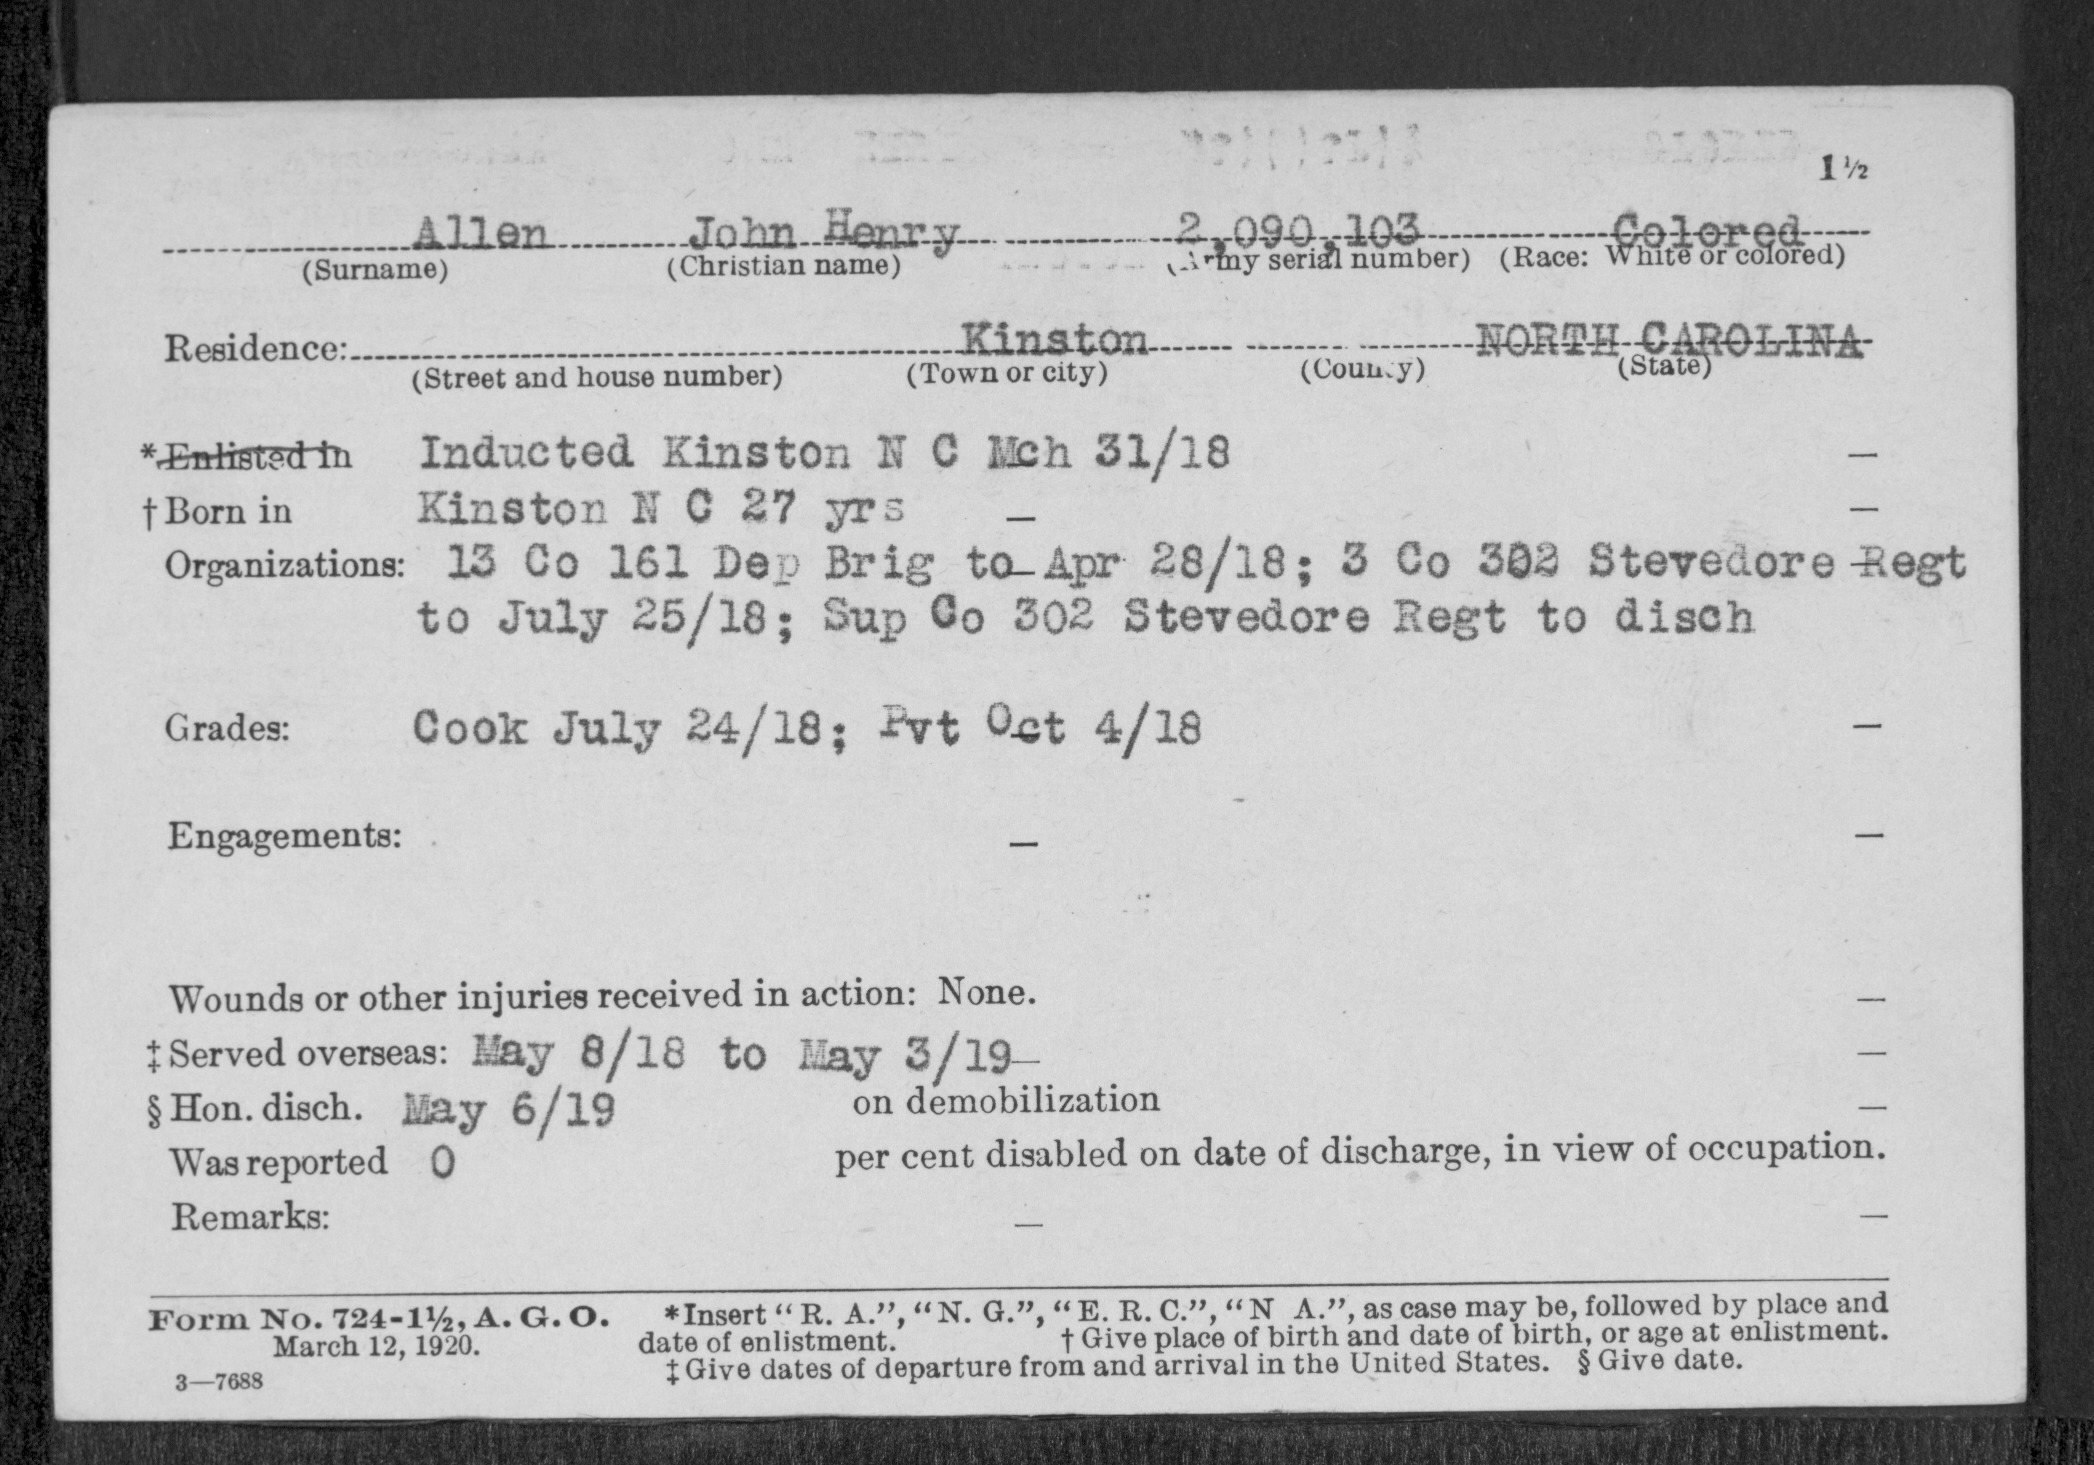 1½
Allen John Henry 2,090,103 Colored
(Surname) (Christian name) (Army serial number) (Race: White or colored)
Residence: Kinston NORTH CAROLINA
(Street and house number) (Town or city) (County) (State)
*Enlisted in Inducted Kinston N C Mch 31/18 —
†Born in Kinston N C 27 yrs — —
Organizations: 13 Co 161 Dep Brig to Apr 28/18; 3 Co 302 Stevedore Regt
to July 25/18; Sup Co 302 Stevedore Regt to disch
Grades: Cook July 24/18; Pvt Oct 4/18 —
Engagements: — —
Wounds or other injuries received in action: None. —
‡Served overseas: May 8/18 to May 3/19— —
§Hon. disch. May 6/19 on demobilization —
Was reported 0 per cent disabled on date of discharge, in view of occupation.
Remarks: — —
Form No. 724-1½, A. G. O. *Insert "R. A.", "N. G.", "E. R. C.", "N A.", as case may be, followed by place and
March 12, 1920. date of enlistment. †Give place of birth and date of birth, or age at enlistment.
3—7688 ‡Give dates of departure from and arrival in the United States. §Give date.